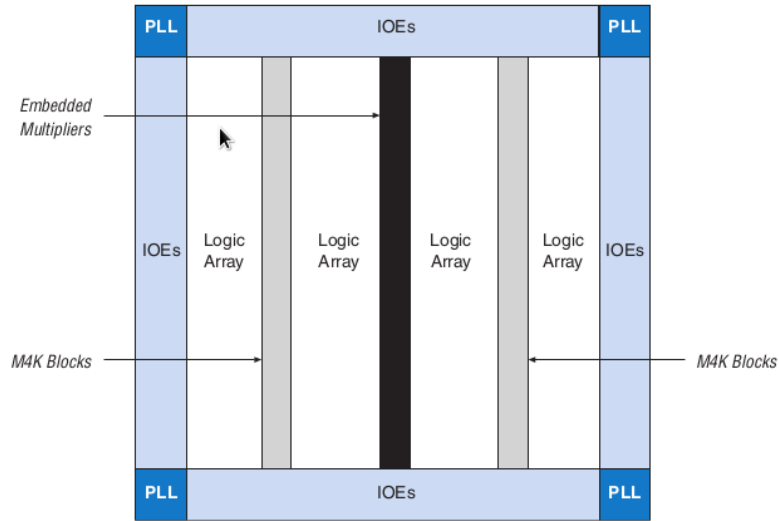 PLL
IOEs
PLL
Embedded
Multipliers
IOEs
Logic
Array
Logic
Array
Logic
Array
Logic
Array
IOEs
M4K Blocks
M4K Blocks
PLL
IOEs
PLL